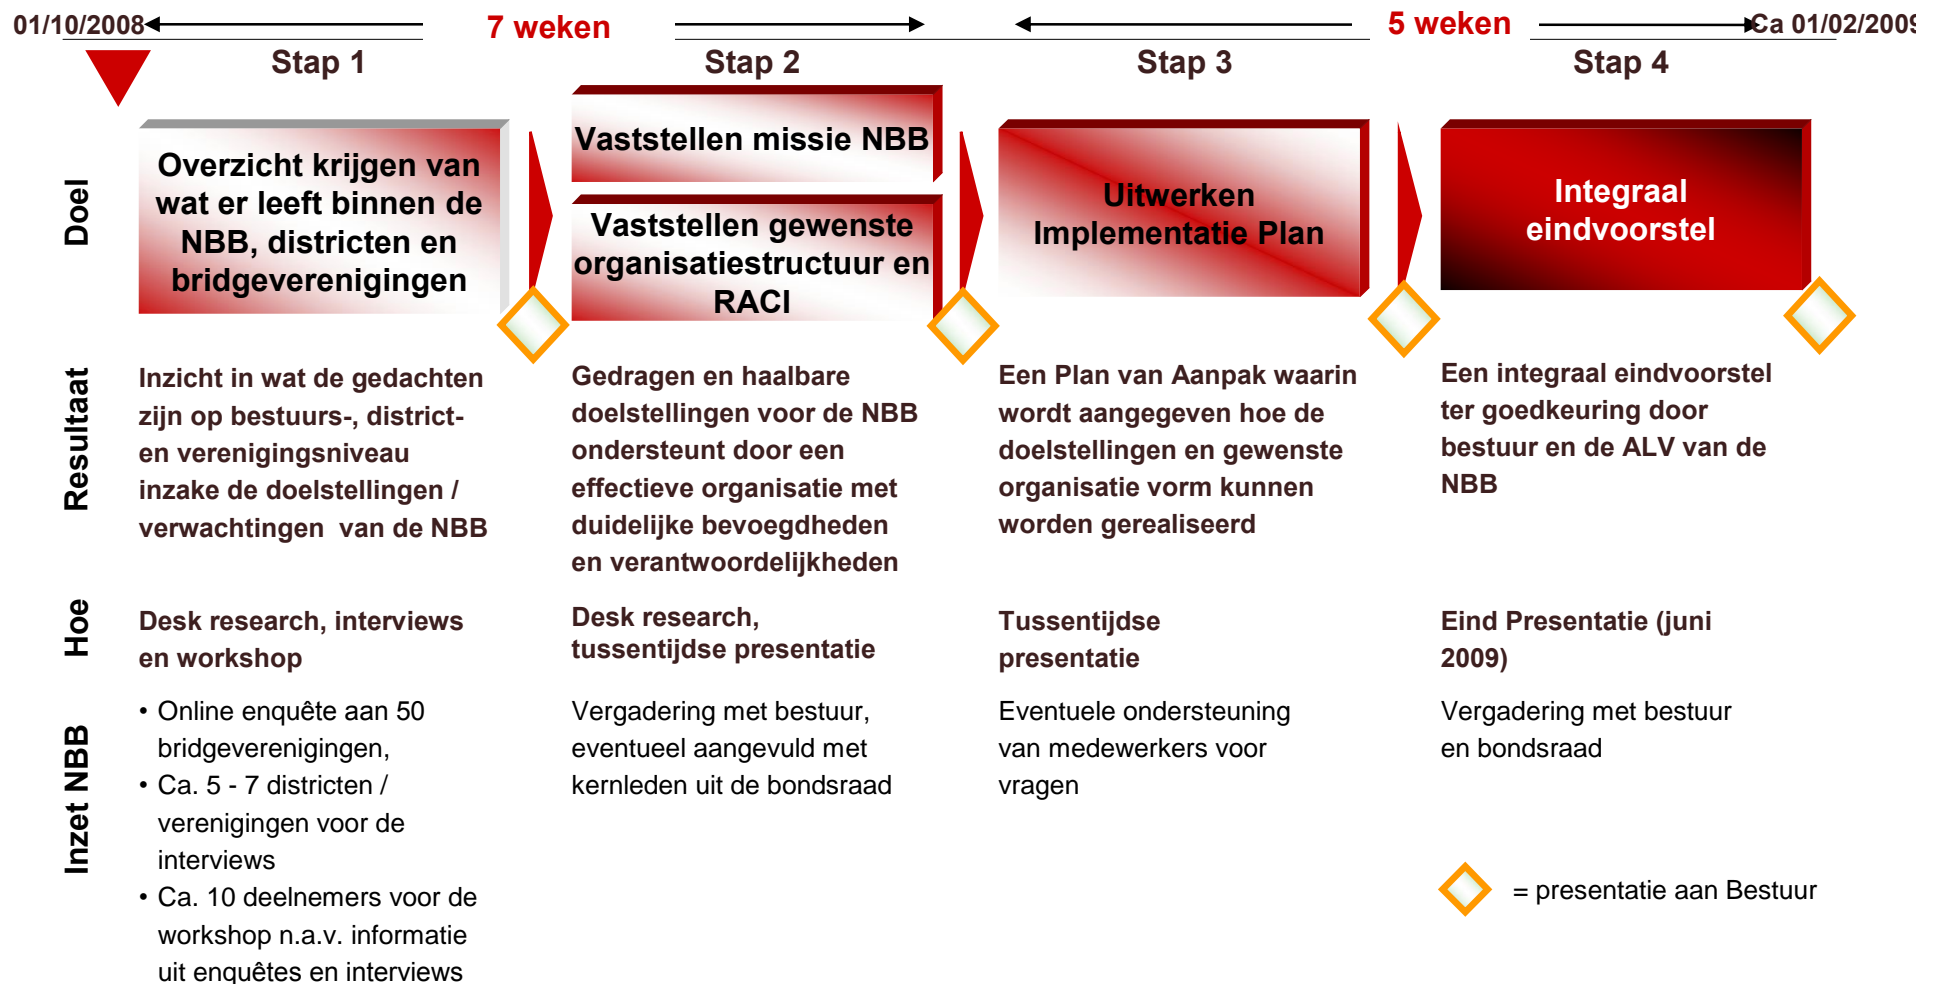 01/10/2008
7 weken
5 weken
Ca 01/02/2009
Stap 1
Stap 2
Stap 3
Stap 4
Doel
Overzicht krijgen van
wat er leeft binnen de
NBB, districten en
bridgeverenigingen
Vaststellen missie NBB
Vaststellen gewenste
organisatiestructuur en
RACI
Uitwerken
Implementatie Plan
Integraal
eindvoorstel
Resultaat
Inzicht in wat de gedachten
zijn op bestuurs-, district-
en verenigingsniveau
inzake de doelstellingen /
verwachtingen van de NBB
Gedragen en haalbare
doelstellingen voor de NBB
ondersteunt door een
effectieve organisatie met
duidelijke bevoegdheden
en verantwoordelijkheden
Een Plan van Aanpak waarin
wordt aangegeven hoe de
doelstellingen en gewenste
organisatie vorm kunnen
worden gerealiseerd
Een integraal eindvoorstel
ter goedkeuring door
bestuur en de ALV van de
NBB
Hoe
Desk research, interviews
en workshop
Desk research,
tussentijdse presentatie
Tussentijdse
presentatie
Eind Presentatie (juni
2009)
Inzet NBB
• Online enquête aan 50
bridgeverenigingen,
• Ca. 5 - 7 districten /
verenigingen voor de
interviews
• Ca. 10 deelnemers voor de
workshop n.a.v. informatie
uit enquêtes en interviews
Vergadering met bestuur,
eventueel aangevuld met
kernleden uit de bondsraad
Eventuele ondersteuning
van medewerkers voor
vragen
Vergadering met bestuur
en bondsraad
= presentatie aan Bestuur